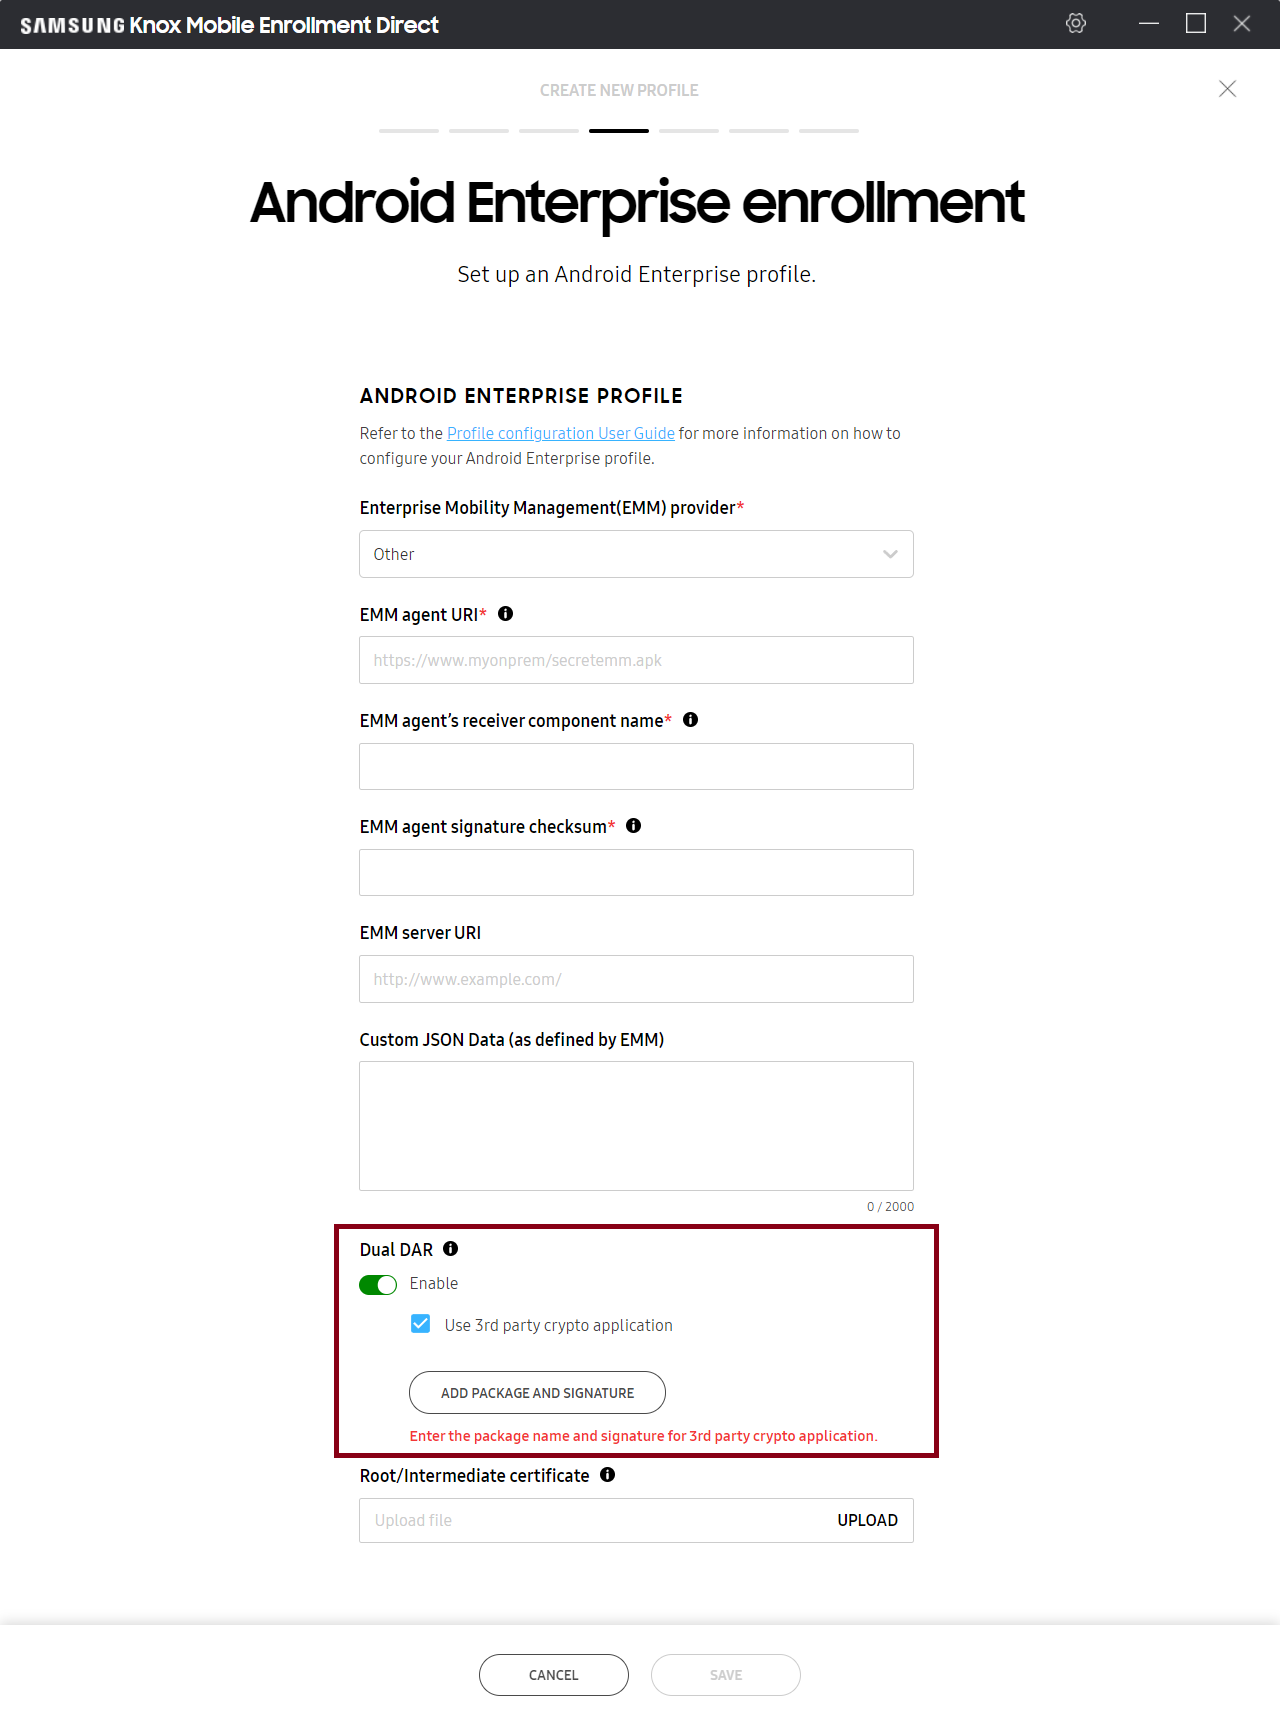 SAMSUNG Knox Mobile Enrollment Direct
CREATE NEW PROFILE
Android Enterprise enrollment
Set up an Android Enterprise profile.
ANDROID ENTERPRISE PROFILE
Refer to the Profile configuration User Guide for more information on how to
configure your Android Enterprise profile.
Enterprise Mobility Management(EMM) provider*
Other
EMM agent URI*
https://www.myonprem/secretemm.apk
EMM agent’s receiver component name*
EMM agent signature checksum*
EMM server URI
http://www.example.com/
Custom JSON Data (as defined by EMM)
0 / 2000
Dual DAR
Enable
Use 3rd party crypto application
ADD PACKAGE AND SIGNATURE
Enter the package name and signature for 3rd party crypto application.
Root/Intermediate certificate
Upload file UPLOAD
CANCEL SAVE